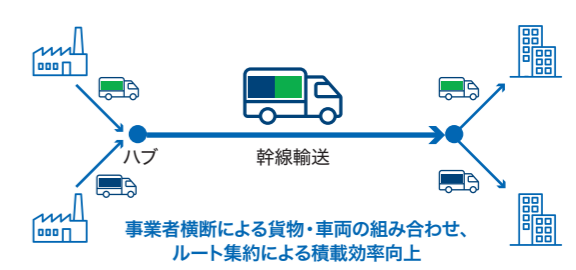 ハブ
幹線輸送
事業者横断による貨物・車両の組み合わせ、
ルート集約による積載効率向上